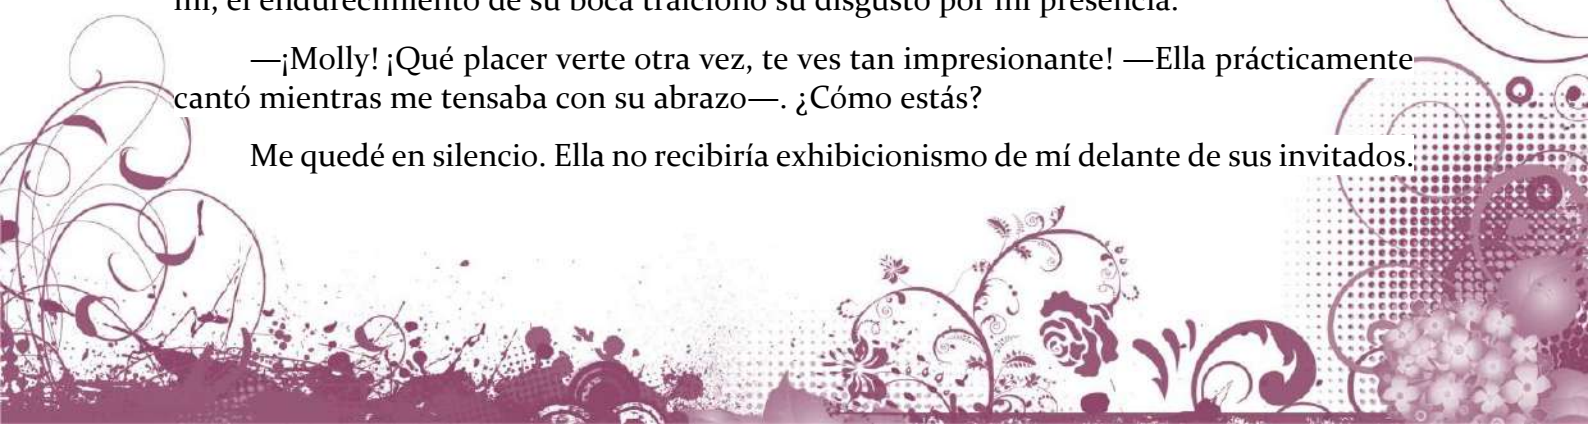 mí, el endurecimiento de su boca traicionó su disgusto por mi presencia.
—¡Molly! ¡Qué placer verte otra vez, te ves tan impresionante! —Ella prácticamente
cantó mientras me tensaba con su abrazo—. ¿Cómo estás?
Me quedé en silencio. Ella no recibiría exhibicionismo de mí delante de sus invitados.